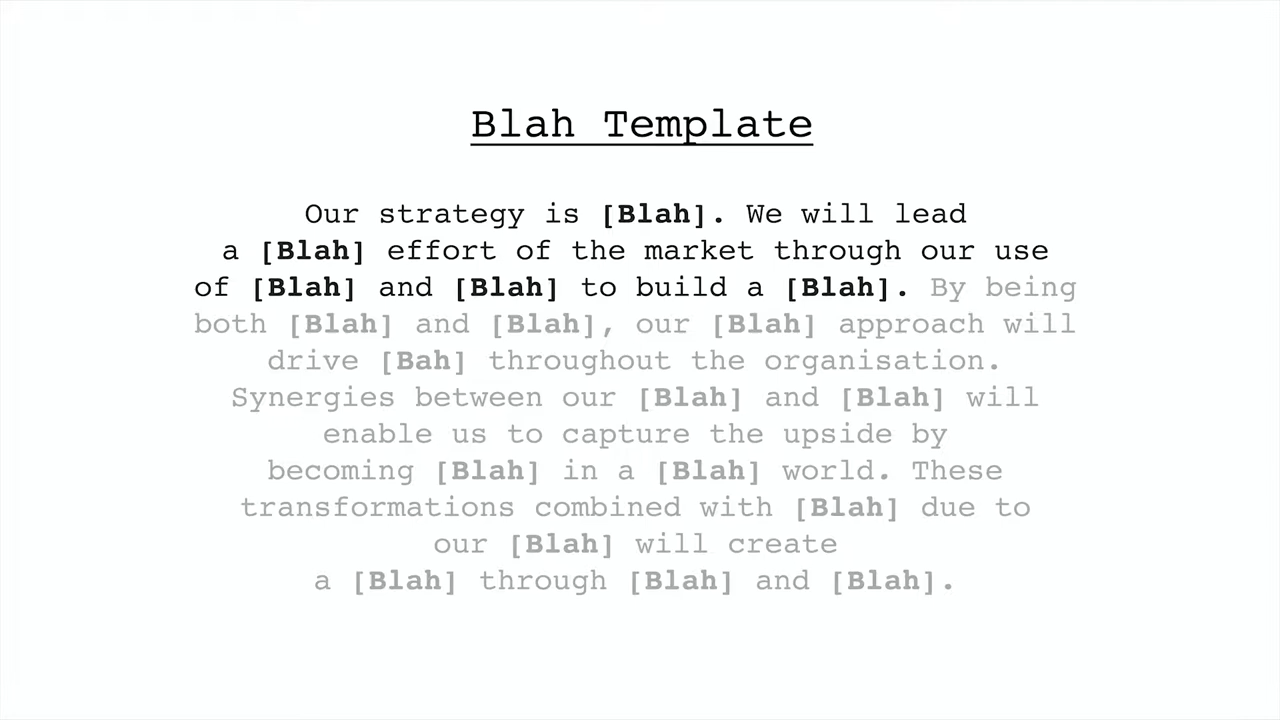 Blah Template
Our strategy is [Blah]. We will lead
a [Blah] effort of the market through our use
of [Blah] and [Blah] to build a [Blah]. By being
both [Blah] and [Blah], our [Blah] approach will
drive [Bah] throughout the organisation.
Synergies between our [Blah] and [Blah] will
enable us to capture the upside by
becoming [Blah] in a [Blah] world. These
transformations combined with [Blah] due to
our [Blah] will create
a [Blah] through [Blah] and [Blah].